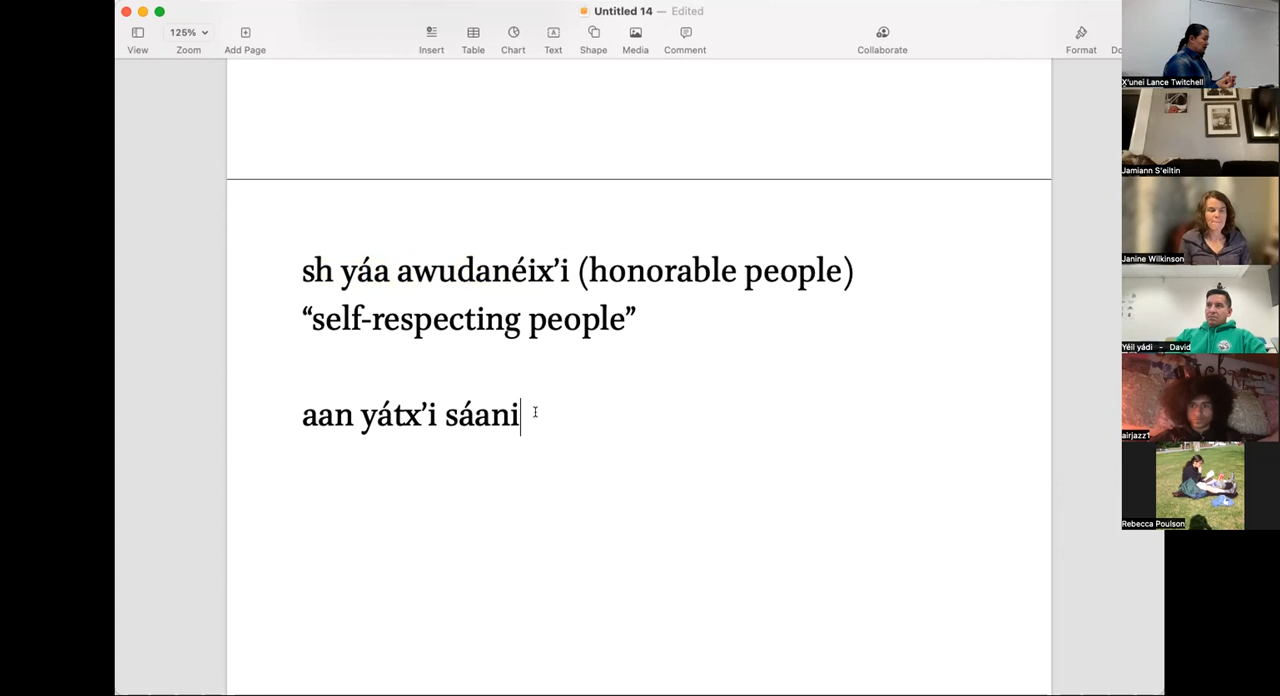 Untitled 14 — Edited
125%
View
Zoom
Add Page
Insert
Table
Chart
Text
Shape
Media
Comment
Collaborate
Format
Do
sh yáa awudanéix’i (honorable people)
“self-respecting people”
aan yátx’i sáani
X̱'unei Lance Twitchell
Jamiann S'eiltin
Janine Wilkinson
Yéil yádi - David
airjazz1
Rebecca Poulson